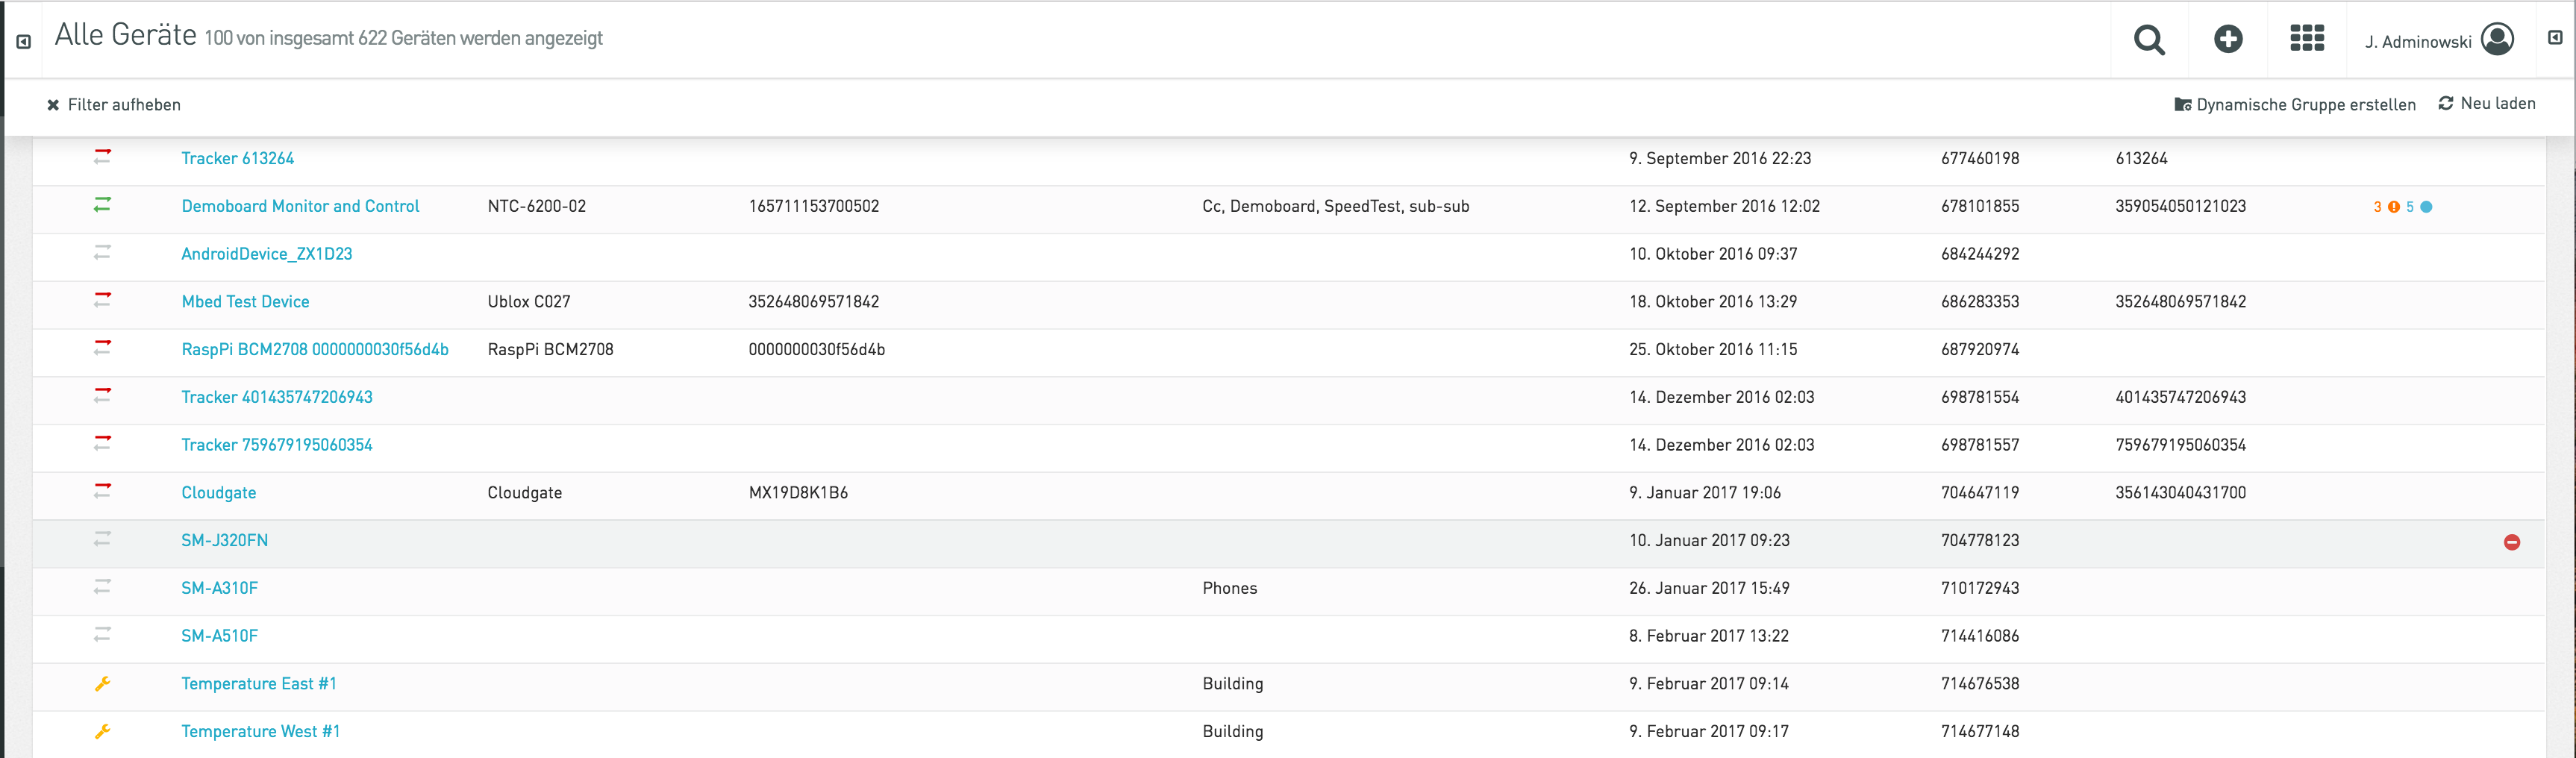 Alle Geräte 100 von insgesamt 622 Geräten werden angezeigt J. Adminowski
Filter aufheben Dynamische Gruppe erstellen Neu laden
Tracker 613264 9. September 2016 22:23 677460198 613264
Demoboard Monitor and Control NTC-6200-02 165711153700502 Cc, Demoboard, SpeedTest, sub-sub 12. September 2016 12:02 678101855 359054050121023 3 5
AndroidDevice_ZX1D23 10. Oktober 2016 09:37 684244292
Mbed Test Device Ublox C027 352648069571842 18. Oktober 2016 13:29 686283353 352648069571842
RaspPi BCM2708 0000000030f56d4b RaspPi BCM2708 0000000030f56d4b 25. Oktober 2016 11:15 687920974
Tracker 401435747206943 14. Dezember 2016 02:03 698781554 401435747206943
Tracker 759679195060354 14. Dezember 2016 02:03 698781557 759679195060354
Cloudgate Cloudgate MX19D8K1B6 9. Januar 2017 19:06 704647119 356143040431700
SM-J320FN 10. Januar 2017 09:23 704778123
SM-A310F Phones 26. Januar 2017 15:49 710172943
SM-A510F 8. Februar 2017 13:22 714416086
Temperature East #1 Building 9. Februar 2017 09:14 714676538
Temperature West #1 Building 9. Februar 2017 09:17 714677148